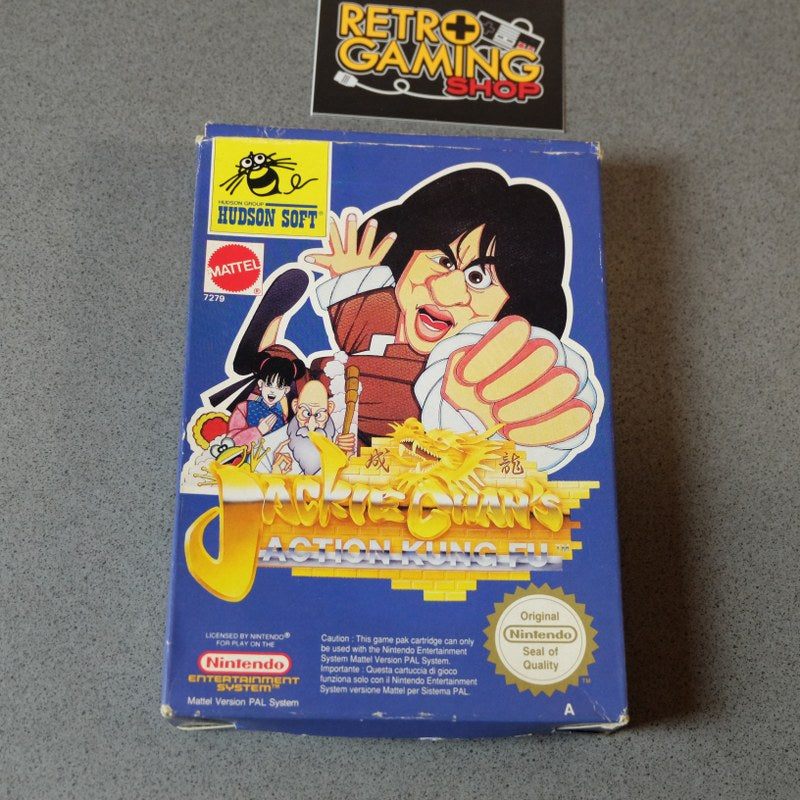 RETRO
GAMING
SHOP
HUDSON GROUP
HUDSON SOFT®
MATTEL
®
7279
成 龍
JACKIE CHAN'S
ACTION KUNG FU™
LICENSED BY NINTENDO®
FOR PLAY ON THE
Nintendo
ENTERTAINMENT
SYSTEM™
Mattel Version PAL System
Caution : This game pak cartridge can only
be used with the Nintendo Entertainment
System Mattel Version PAL System.
Importante : Questa cartuccia di gioco
funziona solo con il Nintendo Entertainment
System versione Mattel per Sistema PAL.
Original
Nintendo
Seal of
Quality
TM
A